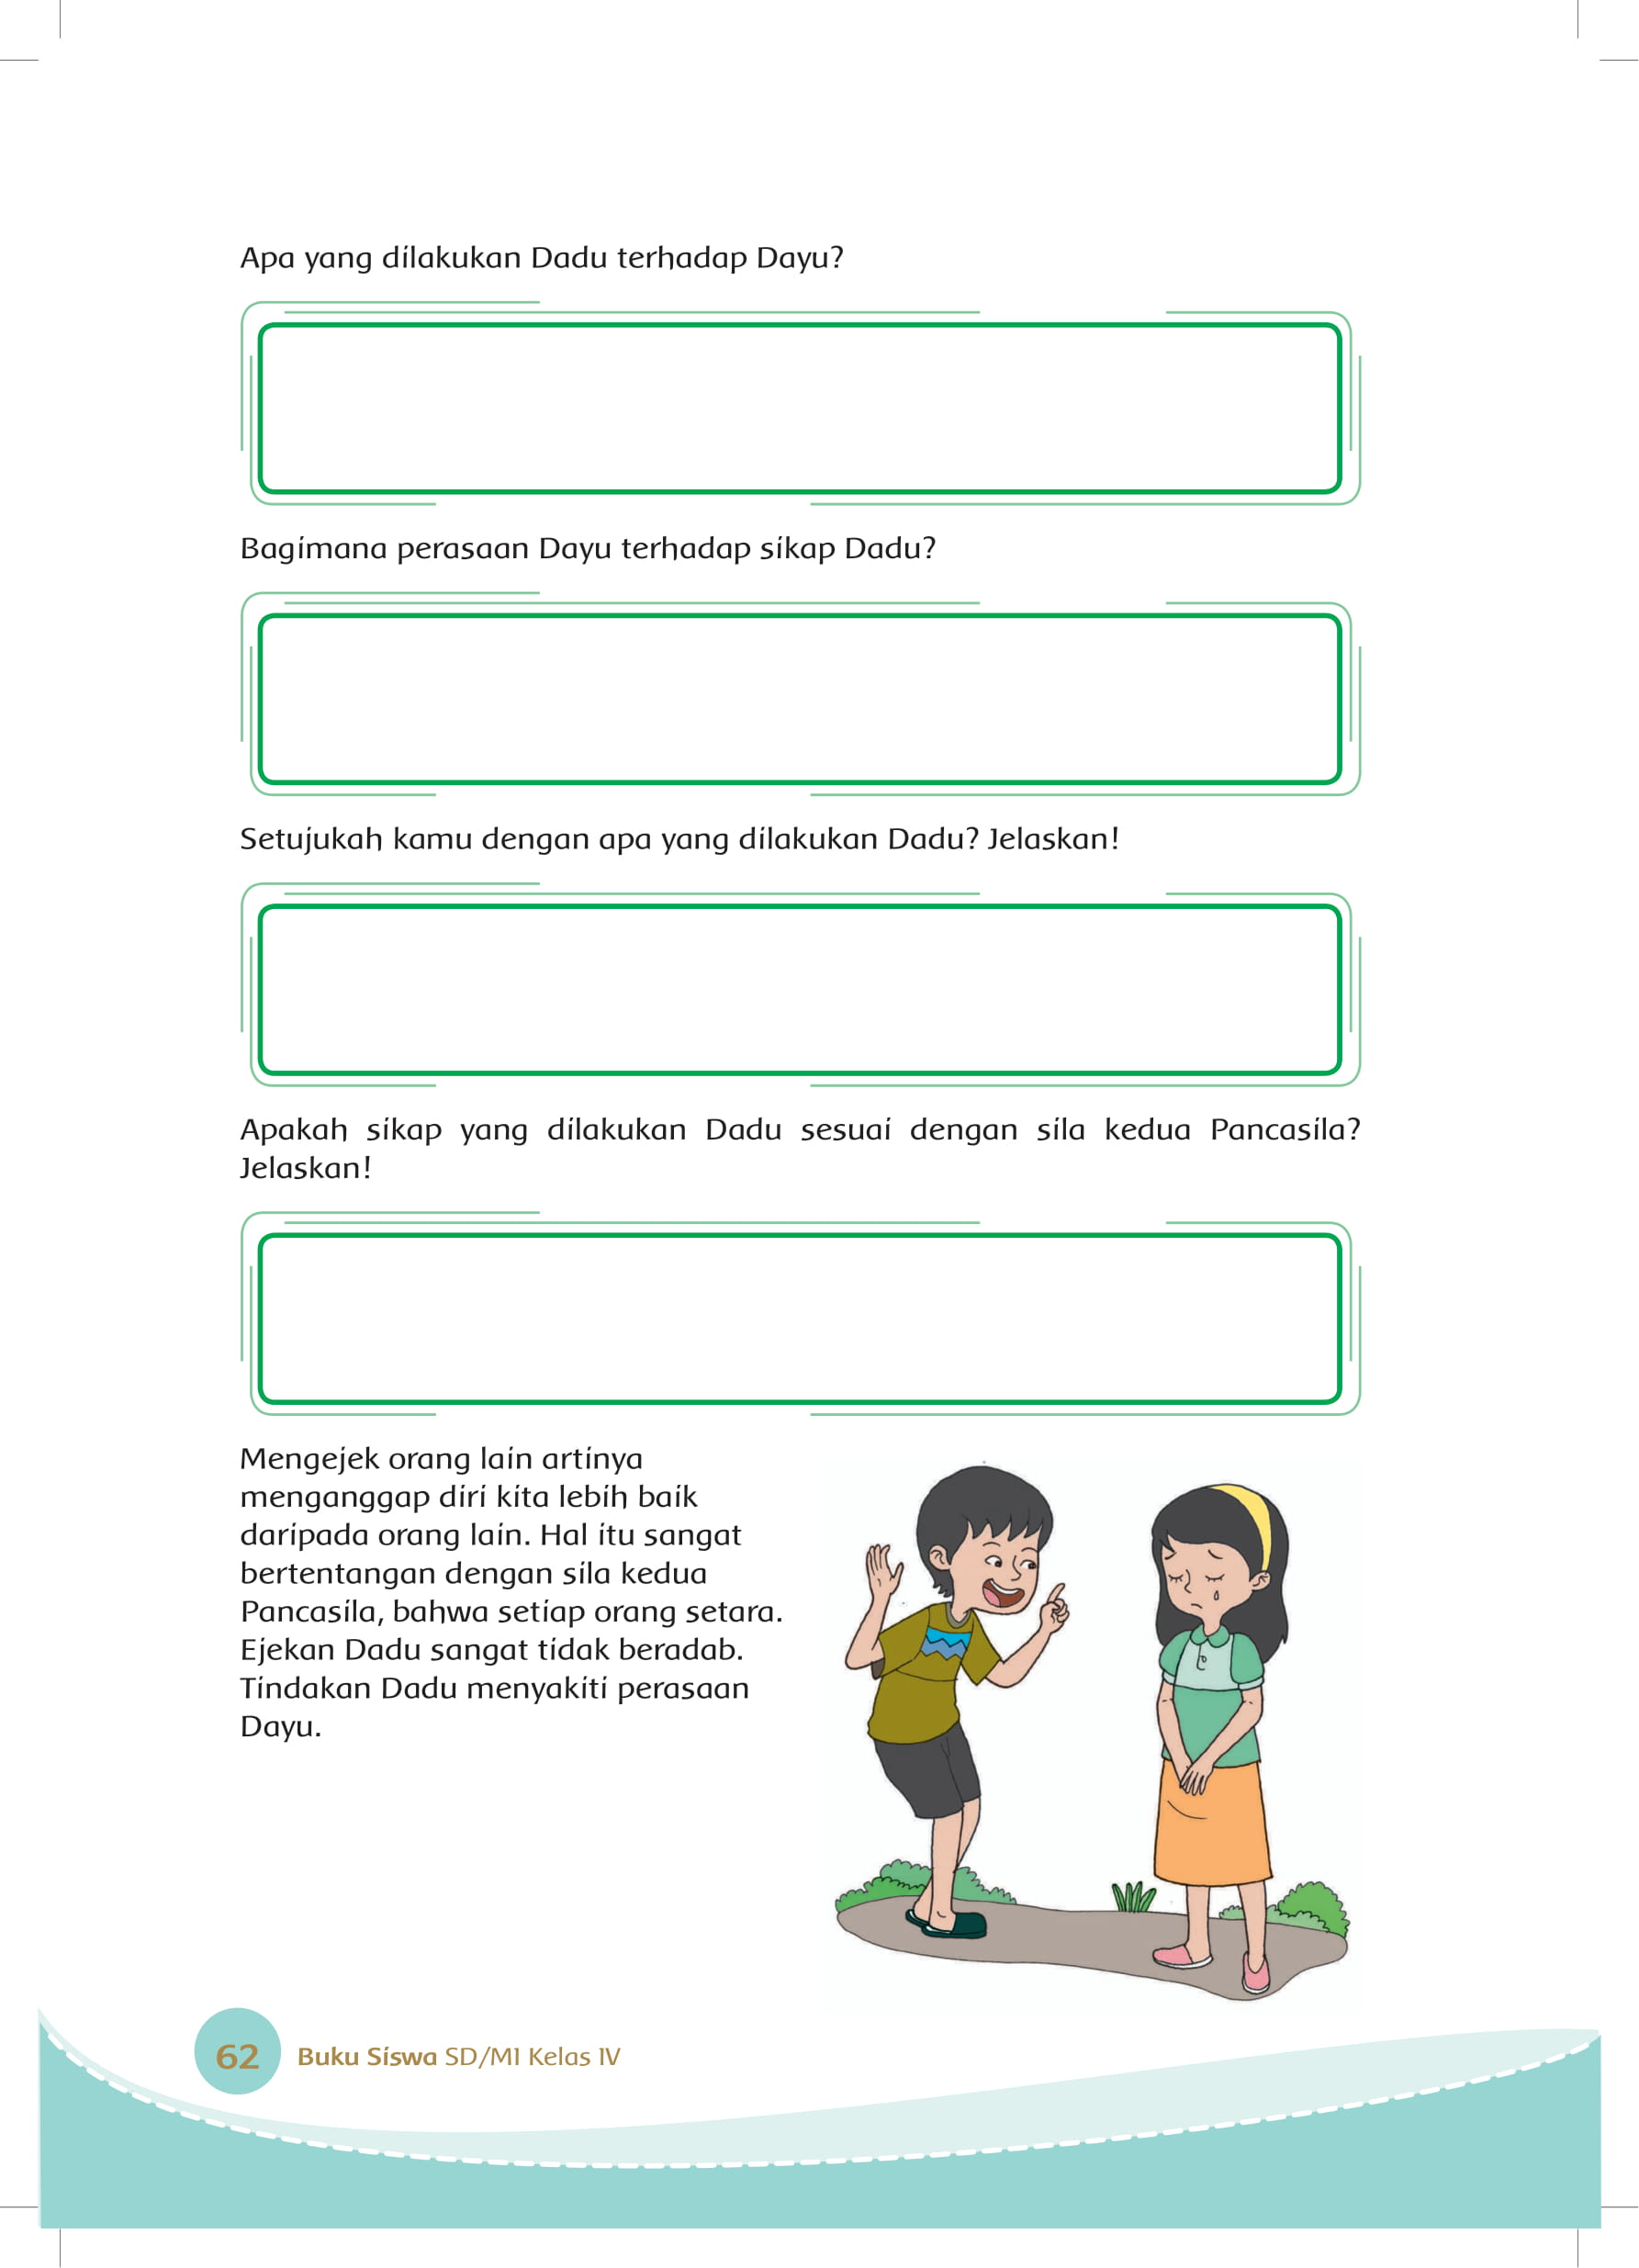 Apa yang dilakukan Dadu terhadap Dayu?
Bagimana perasaan Dayu terhadap sikap Dadu?
Setujukah kamu dengan apa yang dilakukan Dadu? Jelaskan!
Apakah sikap yang dilakukan Dadu sesuai dengan sila kedua Pancasila?
Jelaskan!
Mengejek orang lain artinya
menganggap diri kita lebih baik
daripada orang lain. Hal itu sangat
bertentangan dengan sila kedua
Pancasila, bahwa setiap orang setara.
Ejekan Dadu sangat tidak beradab.
Tindakan Dadu menyakiti perasaan
Dayu.
62 Buku Siswa SD/MI Kelas IV